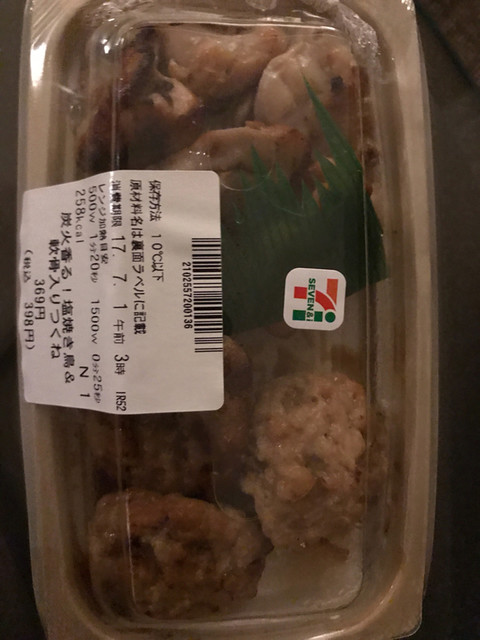 保存方法 10℃以下
原材料名は裏面ラベルに記載
消費期限 17. 7. 1 午前 3時 IR52
レンジ加熱目安
500w 1分20秒 1500w 0分25秒
258kcal N 1
炭火香る！塩焼き鳥&
軟骨入りつくね
369円
(税込 398円)
2102557200136
7i
SEVEN&i